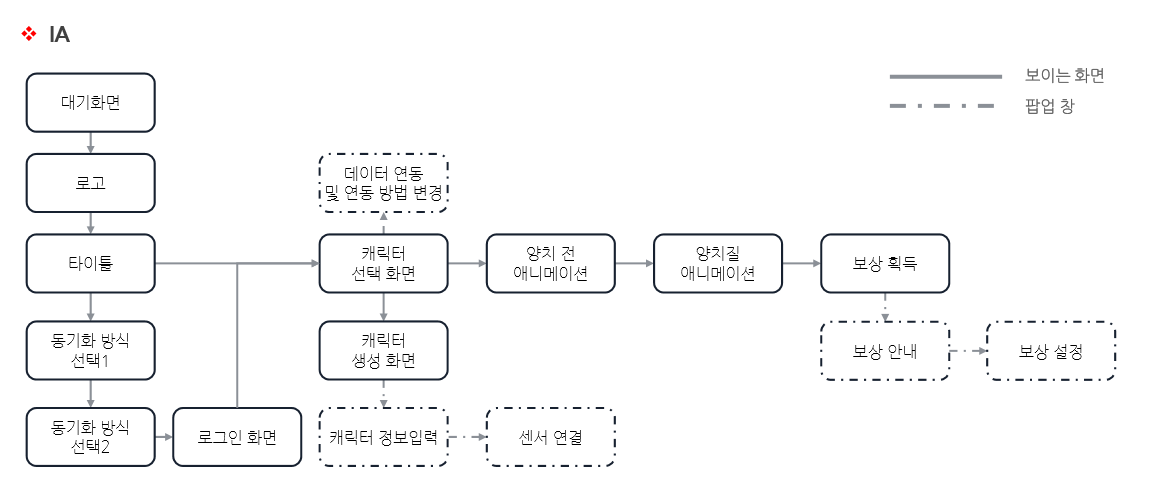 IA
보이는 화면
팝업 창
대기화면
로고
타이틀
동기화 방식
선택1
동기화 방식
선택2
로그인 화면
데이터 연동
및 연동 방법 변경
캐릭터
선택 화면
캐릭터
생성 화면
캐릭터 정보입력
센서 연결
양치 전
애니메이션
양치질
애니메이션
보상 획득
보상 안내
보상 설정